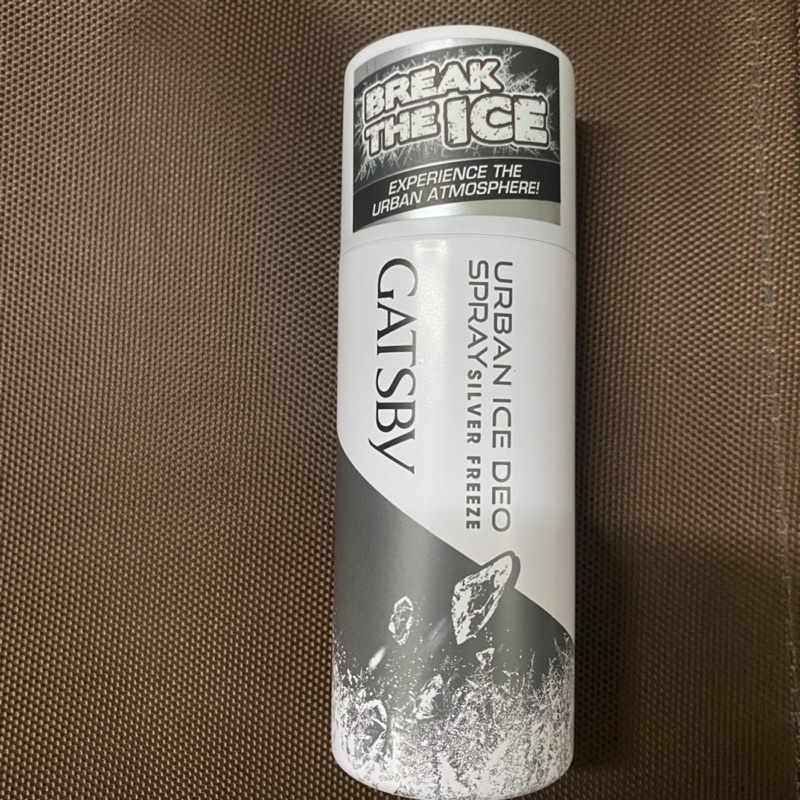 BREAK
THE ICE
EXPERIENCE THE
URBAN ATMOSPHERE!
GATSBY
URBAN ICE DEO
SPRAY SILVER FREEZE